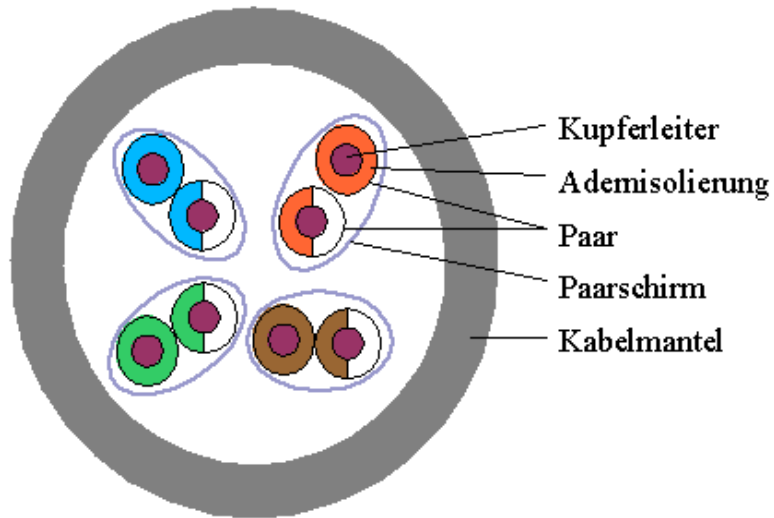 Kupferleiter
Ademisolierung
Paar
Paarschirm
Kabelmantel